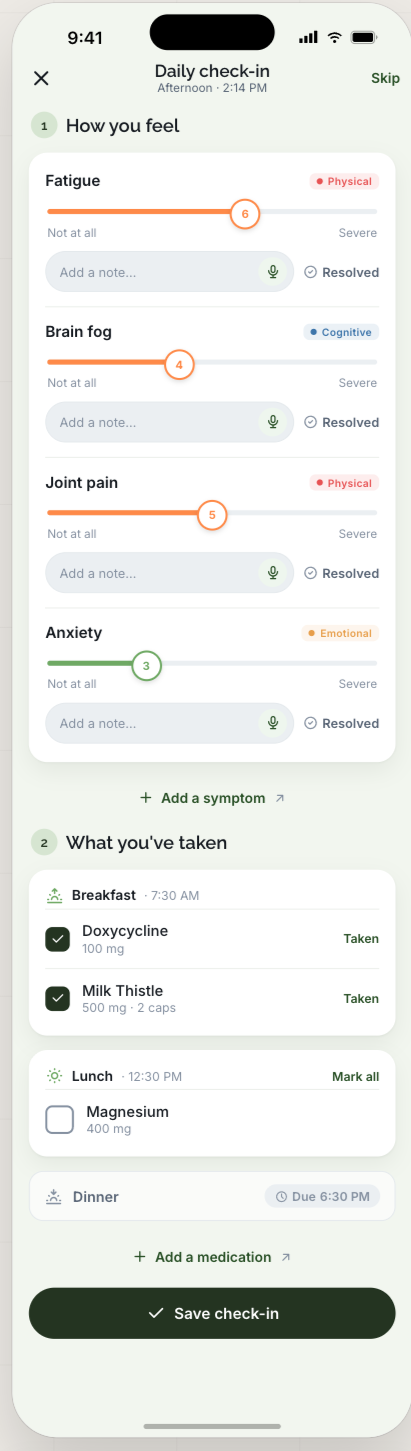 9:41
Daily check-in
Skip
Afternoon · 2:14 PM
1 How you feel
Fatigue Physical
6
Not at all Severe
Add a note... Resolved
Brain fog Cognitive
4
Not at all Severe
Add a note... Resolved
Joint pain Physical
5
Not at all Severe
Add a note... Resolved
Anxiety Emotional
3
Not at all Severe
Add a note... Resolved
+ Add a symptom ↗
2 What you've taken
Breakfast · 7:30 AM
Doxycycline
100 mg
Taken
Milk Thistle
500 mg · 2 caps
Taken
Lunch · 12:30 PM Mark all
Magnesium
400 mg
Dinner Due 6:30 PM
+ Add a medication ↗
Save check-in